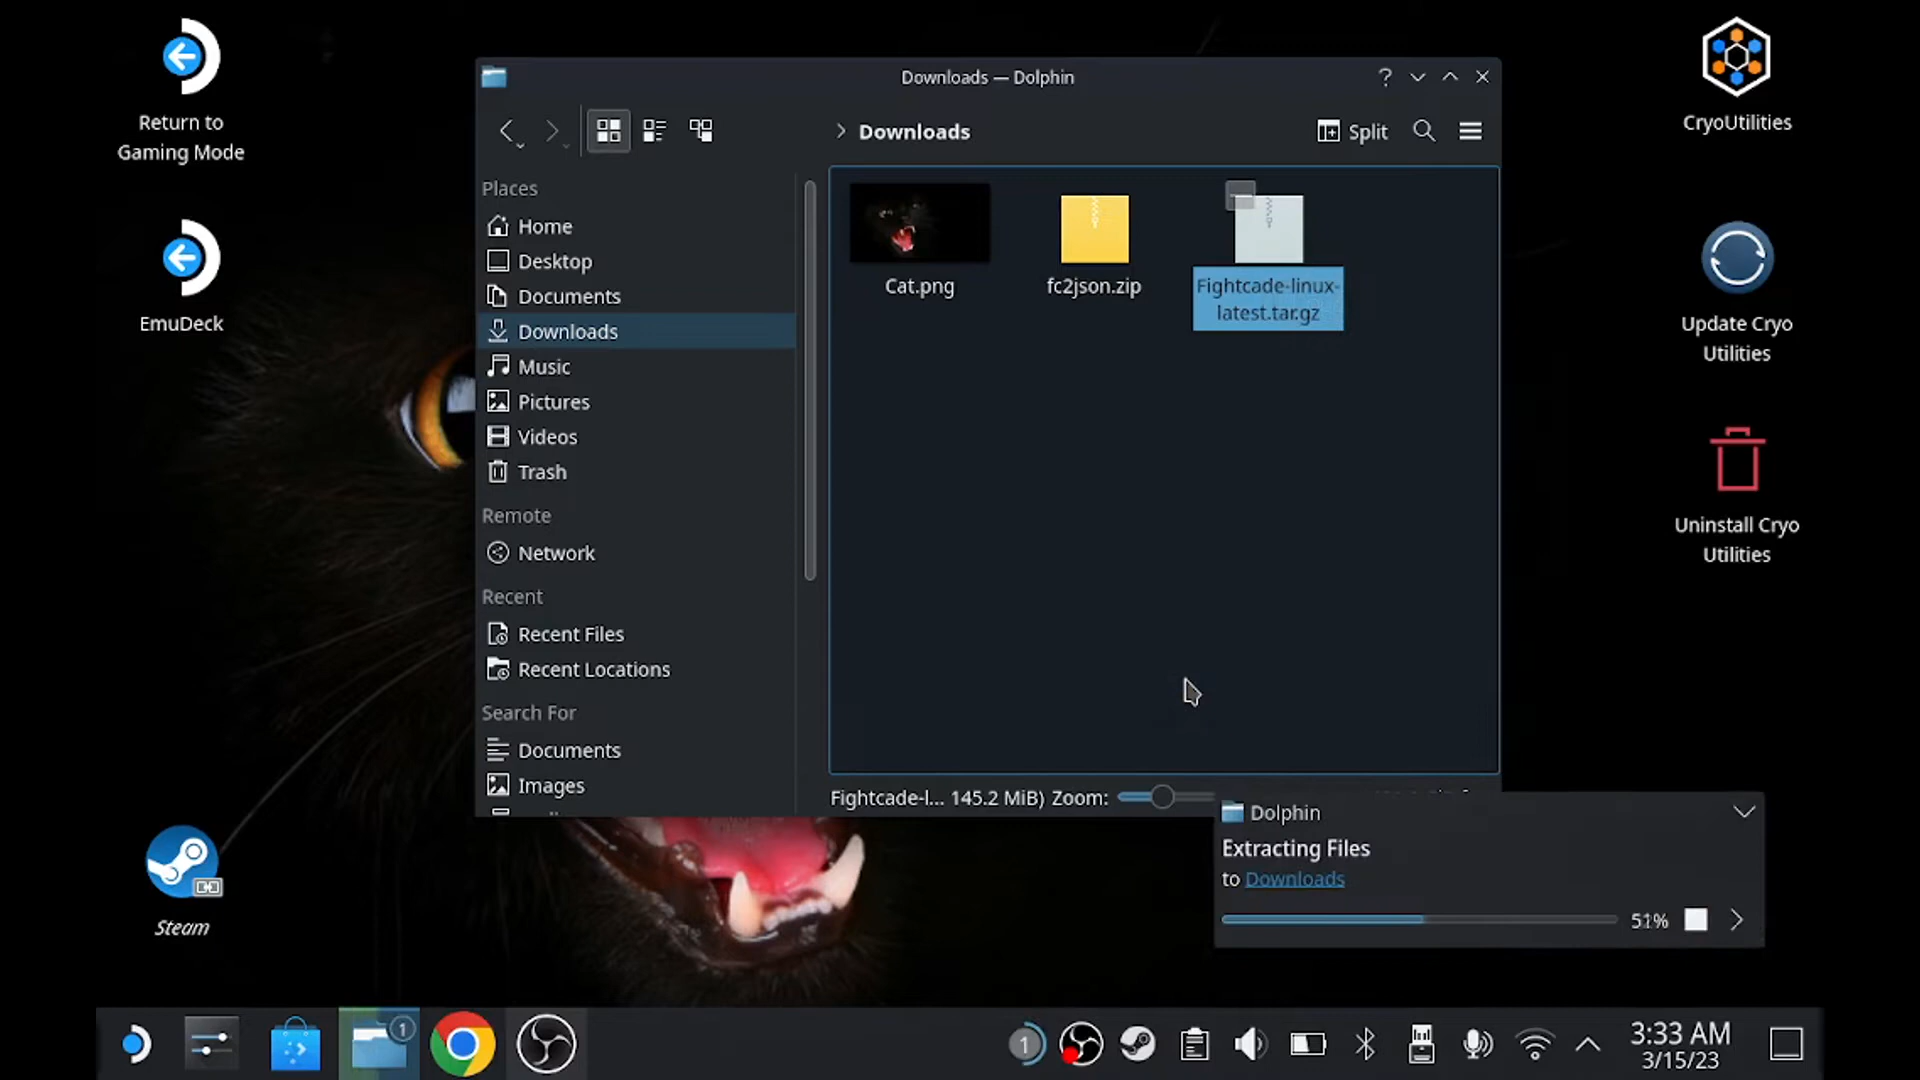 Return to
Gaming Mode
EmuDeck
Steam
Downloads — Dolphin
Downloads
Split
Places
Home
Desktop
Documents
Downloads
Music
Pictures
Videos
Trash
Remote
Network
Recent
Recent Files
Recent Locations
Search For
Documents
Images
Cat.png
fc2json.zip
Fightcade-linux-
latest.tar.gz
Fightcade-l... 145.2 MiB) Zoom:
Dolphin
Extracting Files
to Downloads
51%
CryoUtilities
Update Cryo
Utilities
Uninstall Cryo
Utilities
1
1
3:33 AM
3/15/23